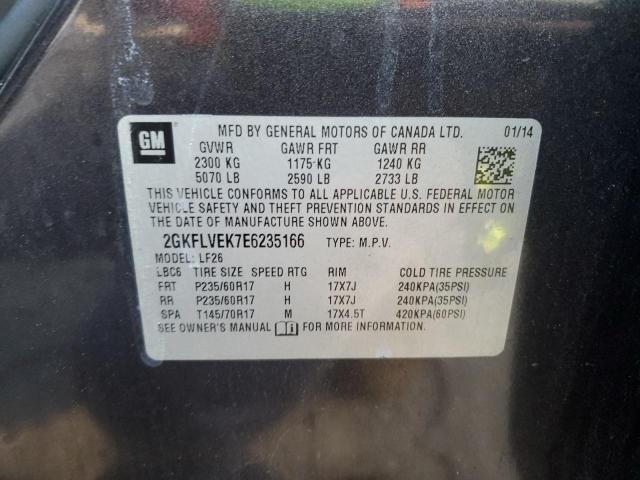 GM
MFD BY GENERAL MOTORS OF CANADA LTD. 01/14
GVWR GAWR FRT GAWR RR
2300 KG 1175 KG 1240 KG
5070 LB 2590 LB 2733 LB
THIS VEHICLE CONFORMS TO ALL APPLICABLE U.S. FEDERAL MOTOR
VEHICLE SAFETY AND THEFT PREVENTION STANDARDS IN EFFECT ON
THE DATE OF MANUFACTURE SHOWN ABOVE.
2GKFLVEK7E6235166 TYPE: M.P.V.
MODEL: LF26
LBC6 TIRE SIZE SPEED RTG RIM COLD TIRE PRESSURE
FRT P235/60R17 H 17X7J 240KPA(35PSI)
RR P235/60R17 H 17X7J 240KPA(35PSI)
SPA T145/70R17 M 17X4.5T 420KPA(60PSI)
SEE OWNER'S MANUAL FOR MORE INFORMATION.